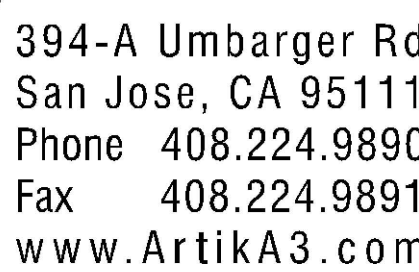 394-A Umbarger Rd
San Jose, CA 95111
Phone 408.224.9890
Fax 408.224.9891
www.ArtikA3.com